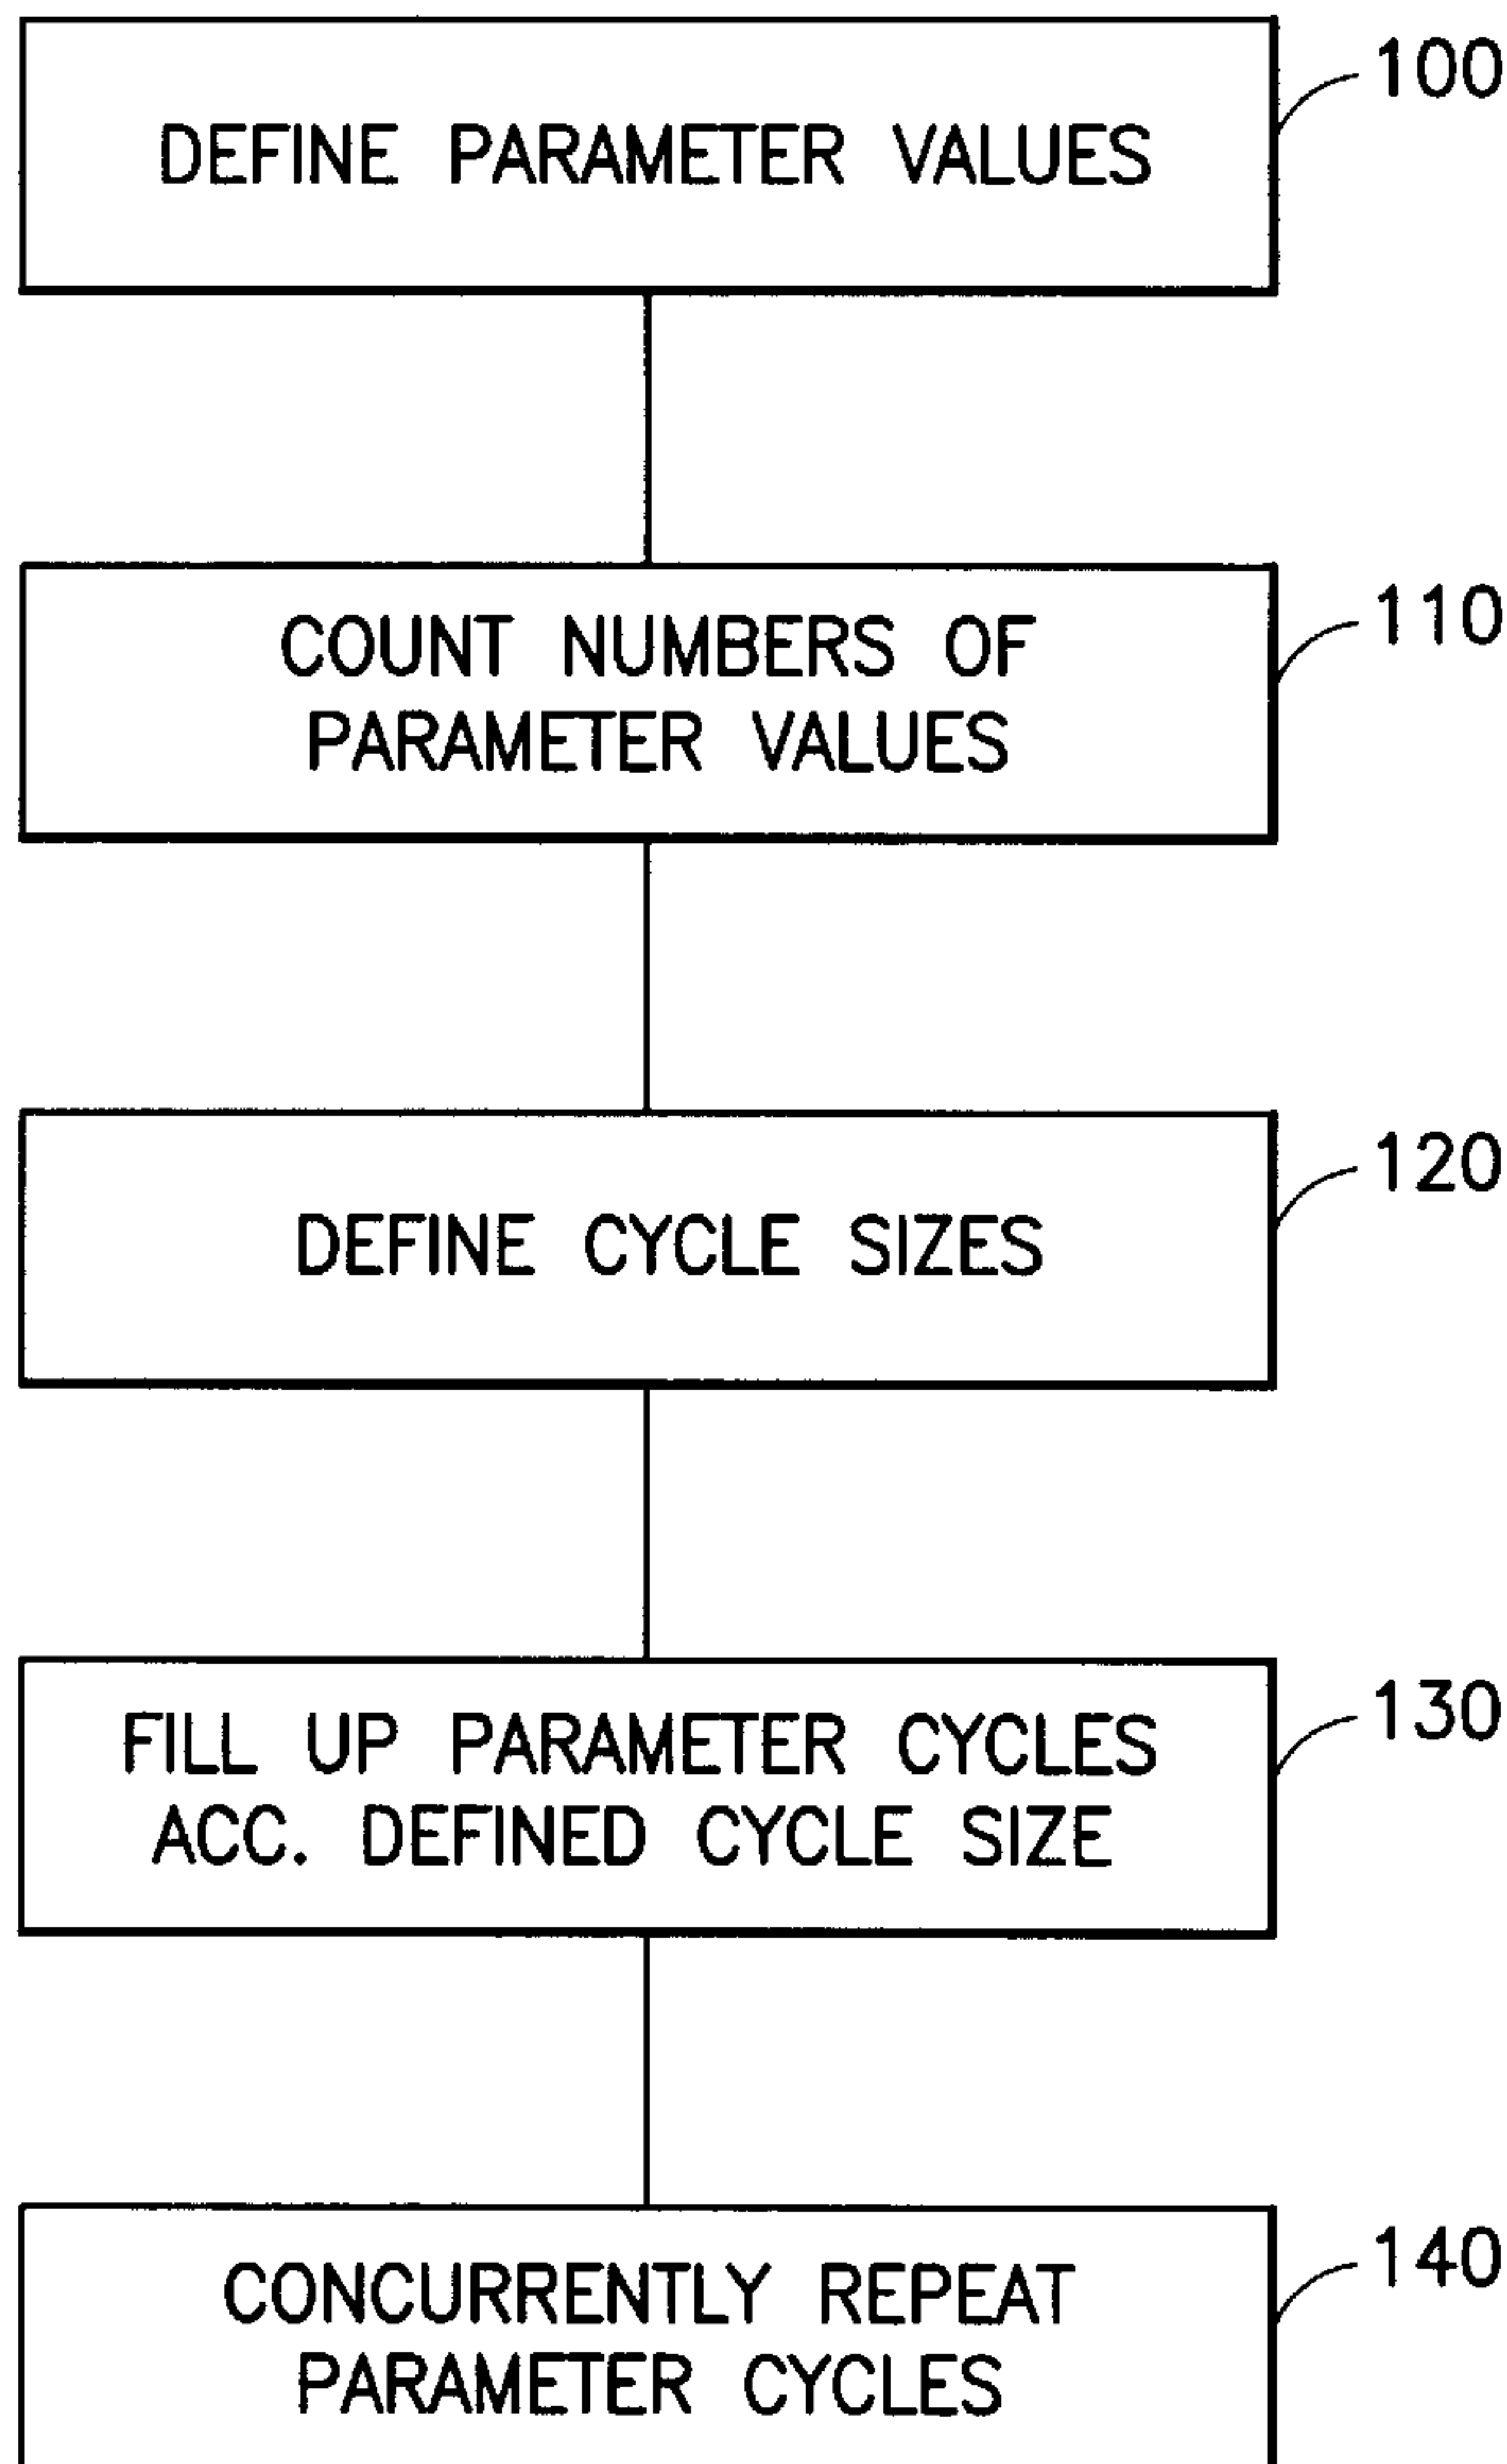 100
DEFINE PARAMETER VALUES
110
COUNT NUMBERS OF
PARAMETER VALUES
120
DEFINE CYCLE SIZES
130
FILL UP PARAMETER CYCLES
ACC. DEFINED CYCLE SIZE
140
CONCURRENTLY REPEAT
PARAMETER CYCLES